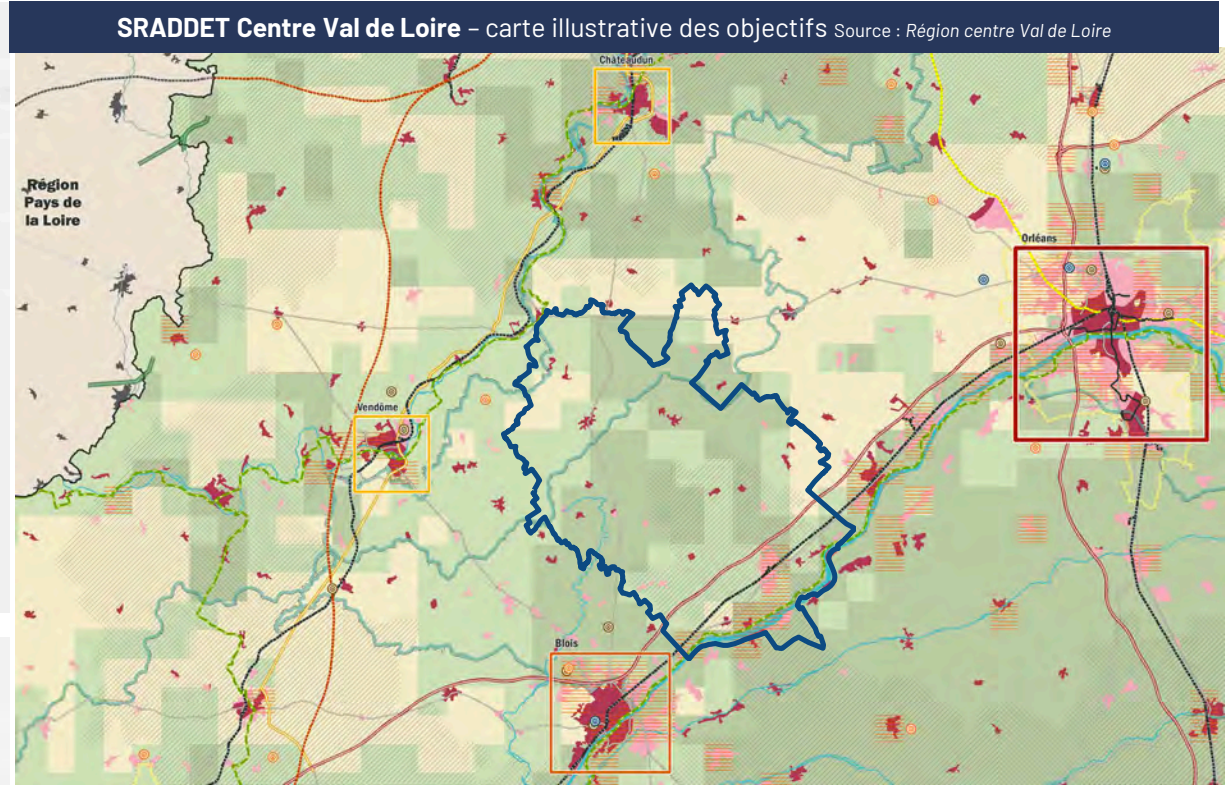 SRADDET Centre Val de Loire – carte illustrative des objectifs Source : Région centre Val de Loire
Châteaudun
Région
Pays de
la Loire
Orléans
Vendôme
Blois